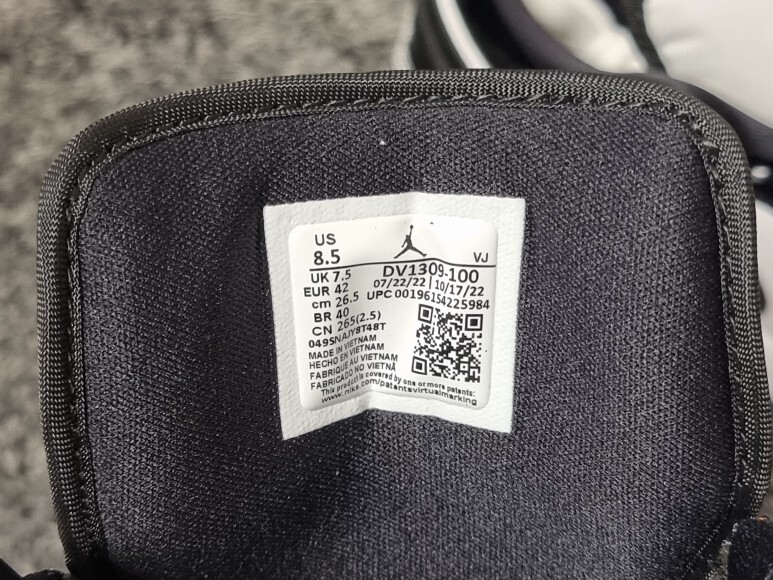 US
8.5
VJ
UK 7.5
DV1309-100
EUR 42
07/22/22 | 10/17/22
cm 26.5
UPC 00196154225984
BR 40
CN 265(2.5)
049SNAJY8T48T
MADE IN VIETNAM
HECHO EN VIETNAM
FABRIQUE AU VIETNAM
FABRICADO NO VIETNÃ
This product is covered by one or more patents:
www.nike.com/patentsvirtualmarking